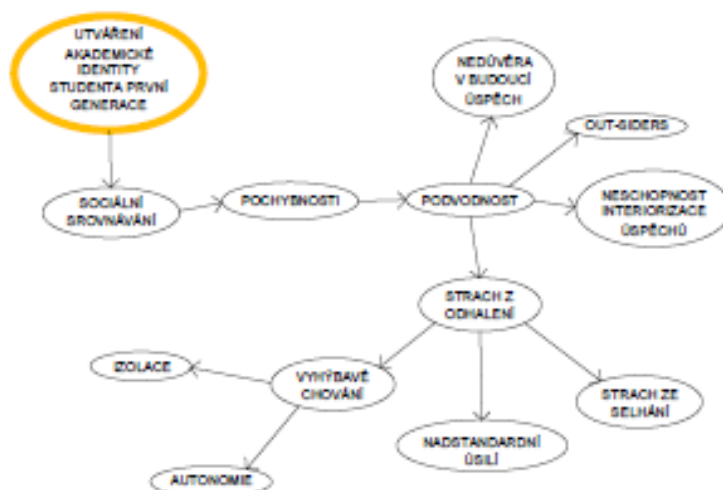 UTVÁŘENÍ
AKADEMICKÉ
IDENTITY
STUDENTA PRVNÍ
GENERACE
NEDŮVĚRA
V BUDOUCÍ
ÚSPĚCH
OUT-SIDERS
SOCIÁLNÍ
SROVNÁVÁNÍ
POCHYBNOSTI
PODVODNOST
NESCHOPNOST
INTERIORIZACE
ÚSPĚCHŮ
STRACH Z
ODHALENÍ
IZOLACE
VYHÝBAVÉ
CHOVÁNÍ
STRACH ZE
SELHÁNÍ
NADSTANDARDNÍ
ÚSILÍ
AUTONOMIE